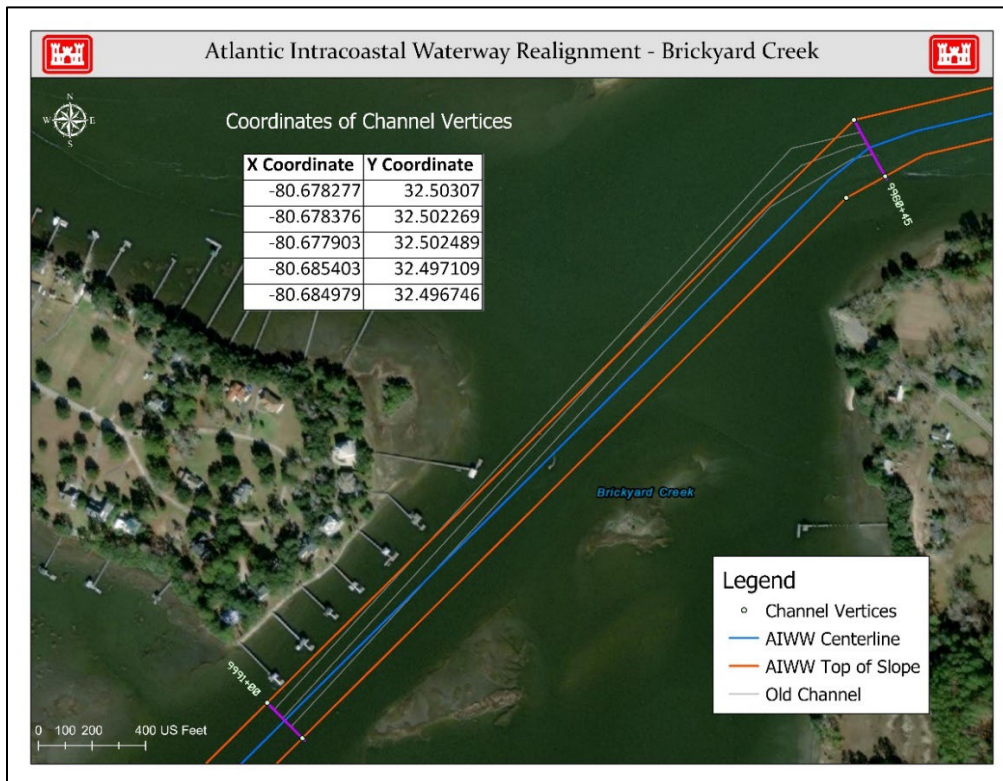 Atlantic Intracoastal Waterway Realignment - Brickyard Creek
N
W E
S
Coordinates of Channel Vertices
X Coordinate Y Coordinate
-80.678277 32.50307
-80.678376 32.502269
-80.677903 32.502489
-80.685403 32.497109
-80.684979 32.496746
9960+45
Brickyard Creek
9991+00
Legend
Channel Vertices
AIWW Centerline
AIWW Top of Slope
Old Channel
0 100 200 400 US Feet